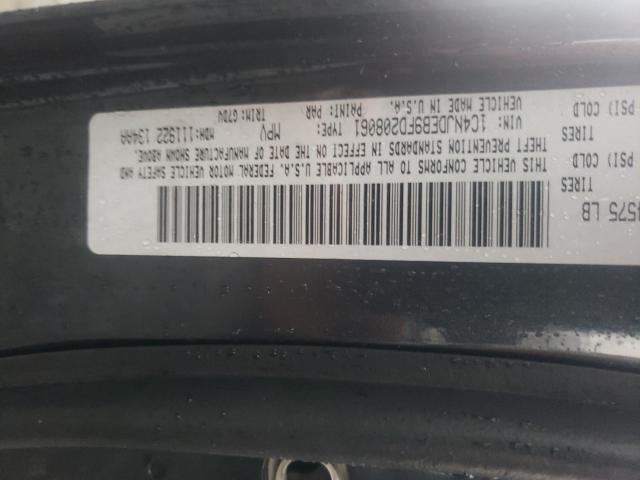 4575 LB
TIRES
PSI) COLD
TIRES
PSI) COLD
THIS VEHICLE CONFORMS TO ALL APPLICABLE U.S.A. FEDERAL MOTOR VEHICLE SAFETY AND
THEFT PREVENTION STANDARDS IN EFFECT ON THE DATE OF MANUFACTURE SHOWN ABOVE.
VIN: 1C4NJDEB9FD208061 TYPE: MPV MDH: 111922 134AA
VEHICLE MADE IN U.S.A. PAINT: PAR TRIM: G7DV